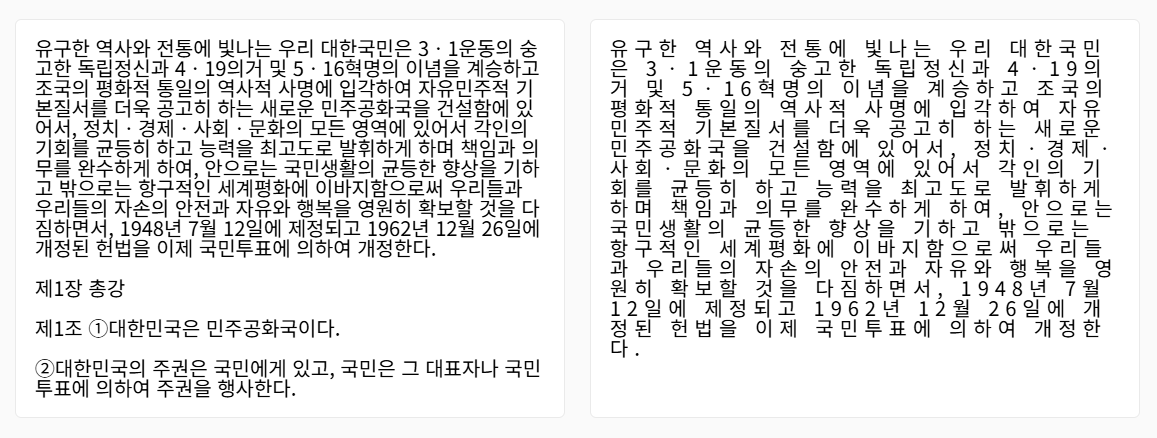 유구한 역사와 전통에 빛나는 우리 대한국민은 3ㆍ1운동의 숭
고한 독립정신과 4ㆍ19의거 및 5ㆍ16혁명의 이념을 계승하고
조국의 평화적 통일의 역사적 사명에 입각하여 자유민주적 기
본질서를 더욱 공고히 하는 새로운 민주공화국을 건설함에 있
어서, 정치ㆍ경제ㆍ사회ㆍ문화의 모든 영역에 있어서 각인의
기회를 균등히 하고 능력을 최고도로 발휘하게 하며 책임과 의
무를 완수하게 하여, 안으로는 국민생활의 균등한 향상을 기하
고 밖으로는 항구적인 세계평화에 이바지함으로써 우리들과
우리들의 자손의 안전과 자유와 행복을 영원히 확보할 것을 다
짐하면서, 1948년 7월 12일에 제정되고 1962년 12월 26일에
개정된 헌법을 이제 국민투표에 의하여 개정한다.
제1장 총강
제1조 ①대한민국은 민주공화국이다.
②대한민국의 주권은 국민에게 있고, 국민은 그 대표자나 국민
투표에 의하여 주권을 행사한다.
유구한 역사와 전통에 빛나는 우리 대한국민
은 3ㆍ1운동의 숭고한 독립정신과 4ㆍ19의
거 및 5ㆍ16혁명의 이념을 계승하고 조국의
평화적 통일의 역사적 사명에 입각하여 자유
민주적 기본질서를 더욱 공고히 하는 새로운
민주공화국을 건설함에 있어서, 정치ㆍ경제ㆍ
사회ㆍ문화의 모든 영역에 있어서 각인의 기
회를 균등히 하고 능력을 최고도로 발휘하게
하며 책임과 의무를 완수하게 하여, 안으로는
국민생활의 균등한 향상을 기하고 밖으로는
항구적인 세계평화에 이바지함으로써 우리들
과 우리들의 자손의 안전과 자유와 행복을 영
원히 확보할 것을 다짐하면서, 1948년 7월
12일에 제정되고 1962년 12월 26일에 개
정된 헌법을 이제 국민투표에 의하여 개정한
다.